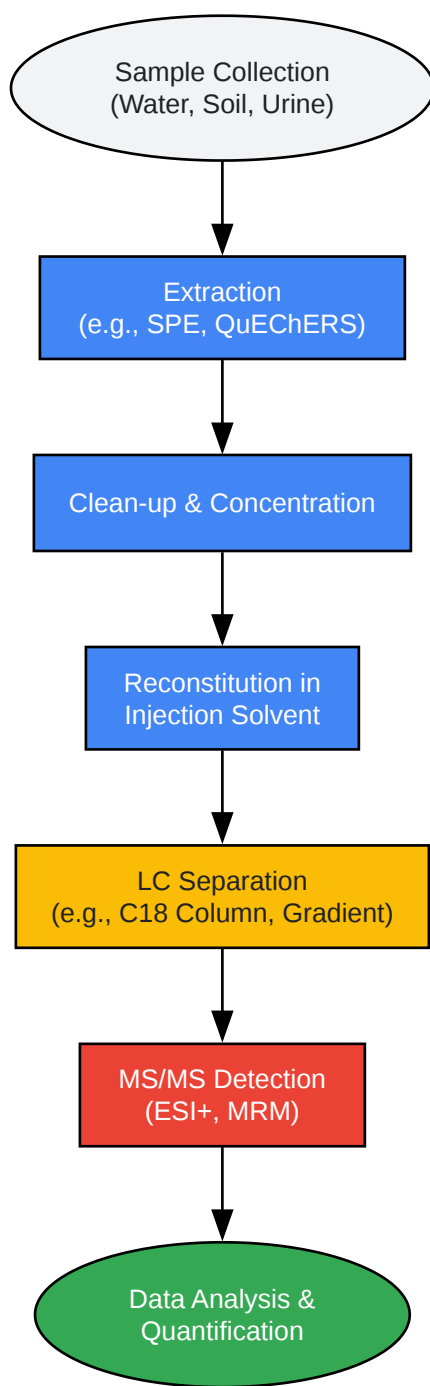 Sample Collection
(Water, Soil, Urine)
Extraction
(e.g., SPE, QuEChERS)
Clean-up & Concentration
Reconstitution in
Injection Solvent
LC Separation
(e.g., C18 Column, Gradient)
MS/MS Detection
(ESI+, MRM)
Data Analysis &
Quantification